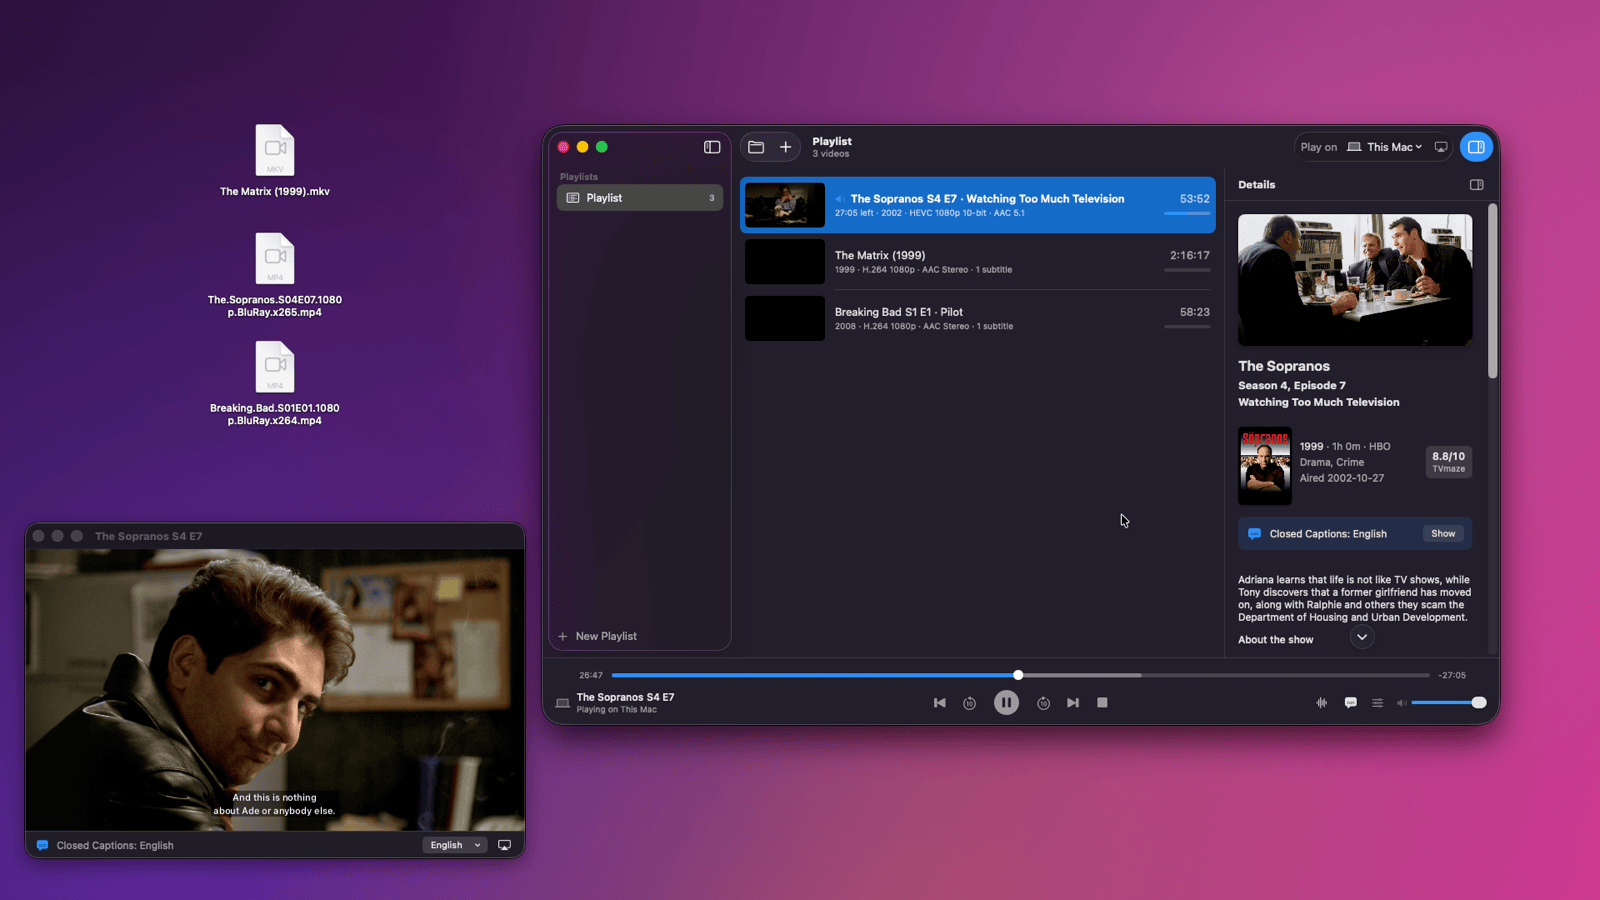 MKV
The Matrix (1999).mkv
MP4
The.Sopranos.S04E07.1080
p.BluRay.x265.mp4
MP4
Breaking.Bad.S01E01.1080
p.BluRay.x264.mp4
The Sopranos S4 E7
And this is nothing
about Ade or anybody else.
Closed Captions: English
English
Playlists
Playlist 3
New Playlist
Playlist
3 videos
Play on This Mac
The Sopranos S4 E7 · Watching Too Much Television 53:52
27:05 left · 2002 · HEVC 1080p 10-bit · AAC 5.1
The Matrix (1999) 2:16:17
1999 · H.264 1080p · AAC Stereo · 1 subtitle
Breaking Bad S1 E1 · Pilot 58:23
2008 · H.264 1080p · AAC Stereo · 1 subtitle
Details
The Sopranos
Season 4, Episode 7
Watching Too Much Television
Sopranos
1999 · 1h 0m · HBO
Drama, Crime
Aired 2002-10-27
8.8/10
TVmaze
Closed Captions: English
Show
Adriana learns that life is not like TV shows, while
Tony discovers that a former girlfriend has moved
on, along with Ralphie and others they scam the
Department of Housing and Urban Development.
About the show
26:47
-27:05
The Sopranos S4 E7
Playing on This Mac
10
10